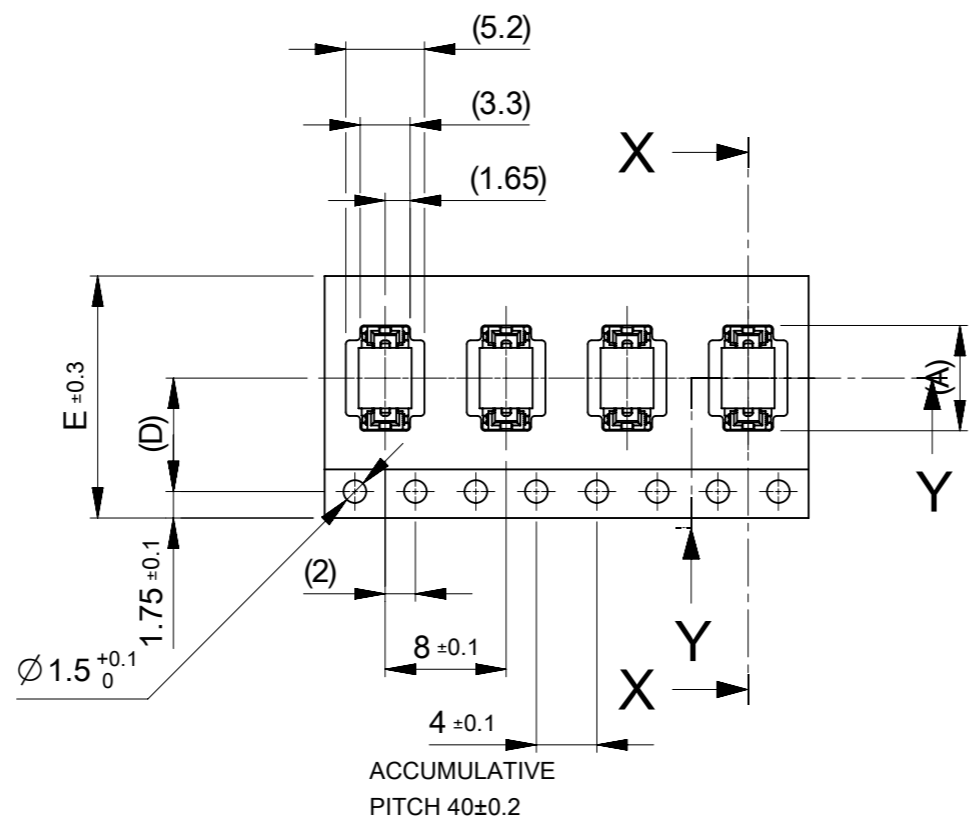 (5.2)
(3.3)
(1.65)
X
E ±0.3
(D)
(A)
Y
1.75 ±0.1
(2)
Ø 1.5 +0.1 0
8 ±0.1
Y
X
4 ±0.1
ACCUMULATIVE
PITCH 40±0.2